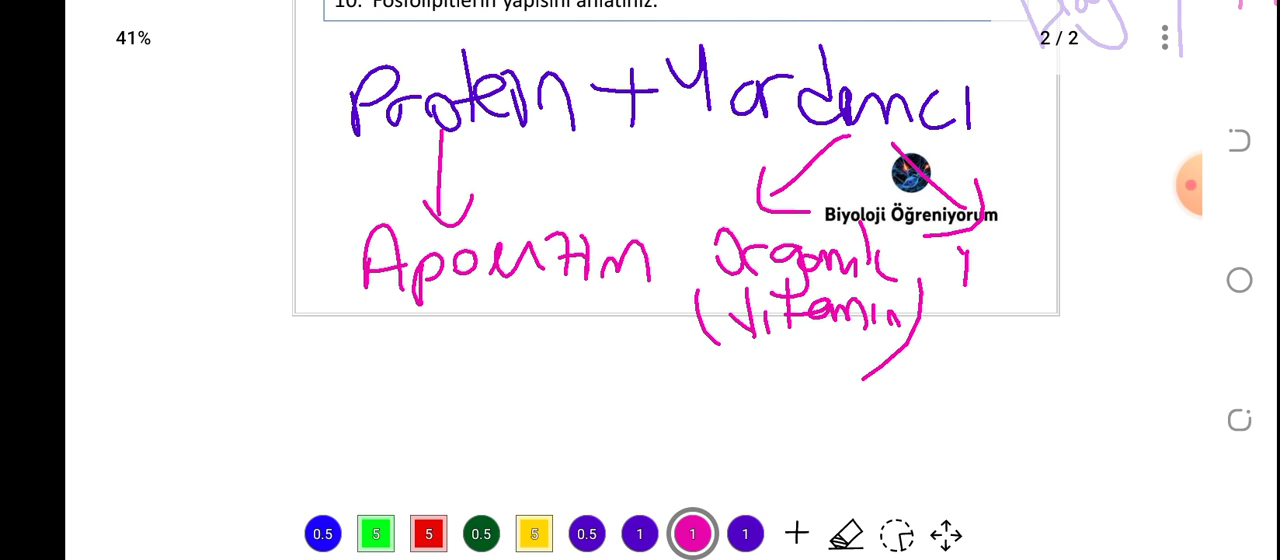 10. Fosfolipitlerin yapısını anlatınız.
41%
2 / 2
Protein + Yardımcı
Biyoloji Öğreniyorum
Apoenzim Organik
(Vitamin)
0.5 5 5 0.5 5 0.5 1 1 1